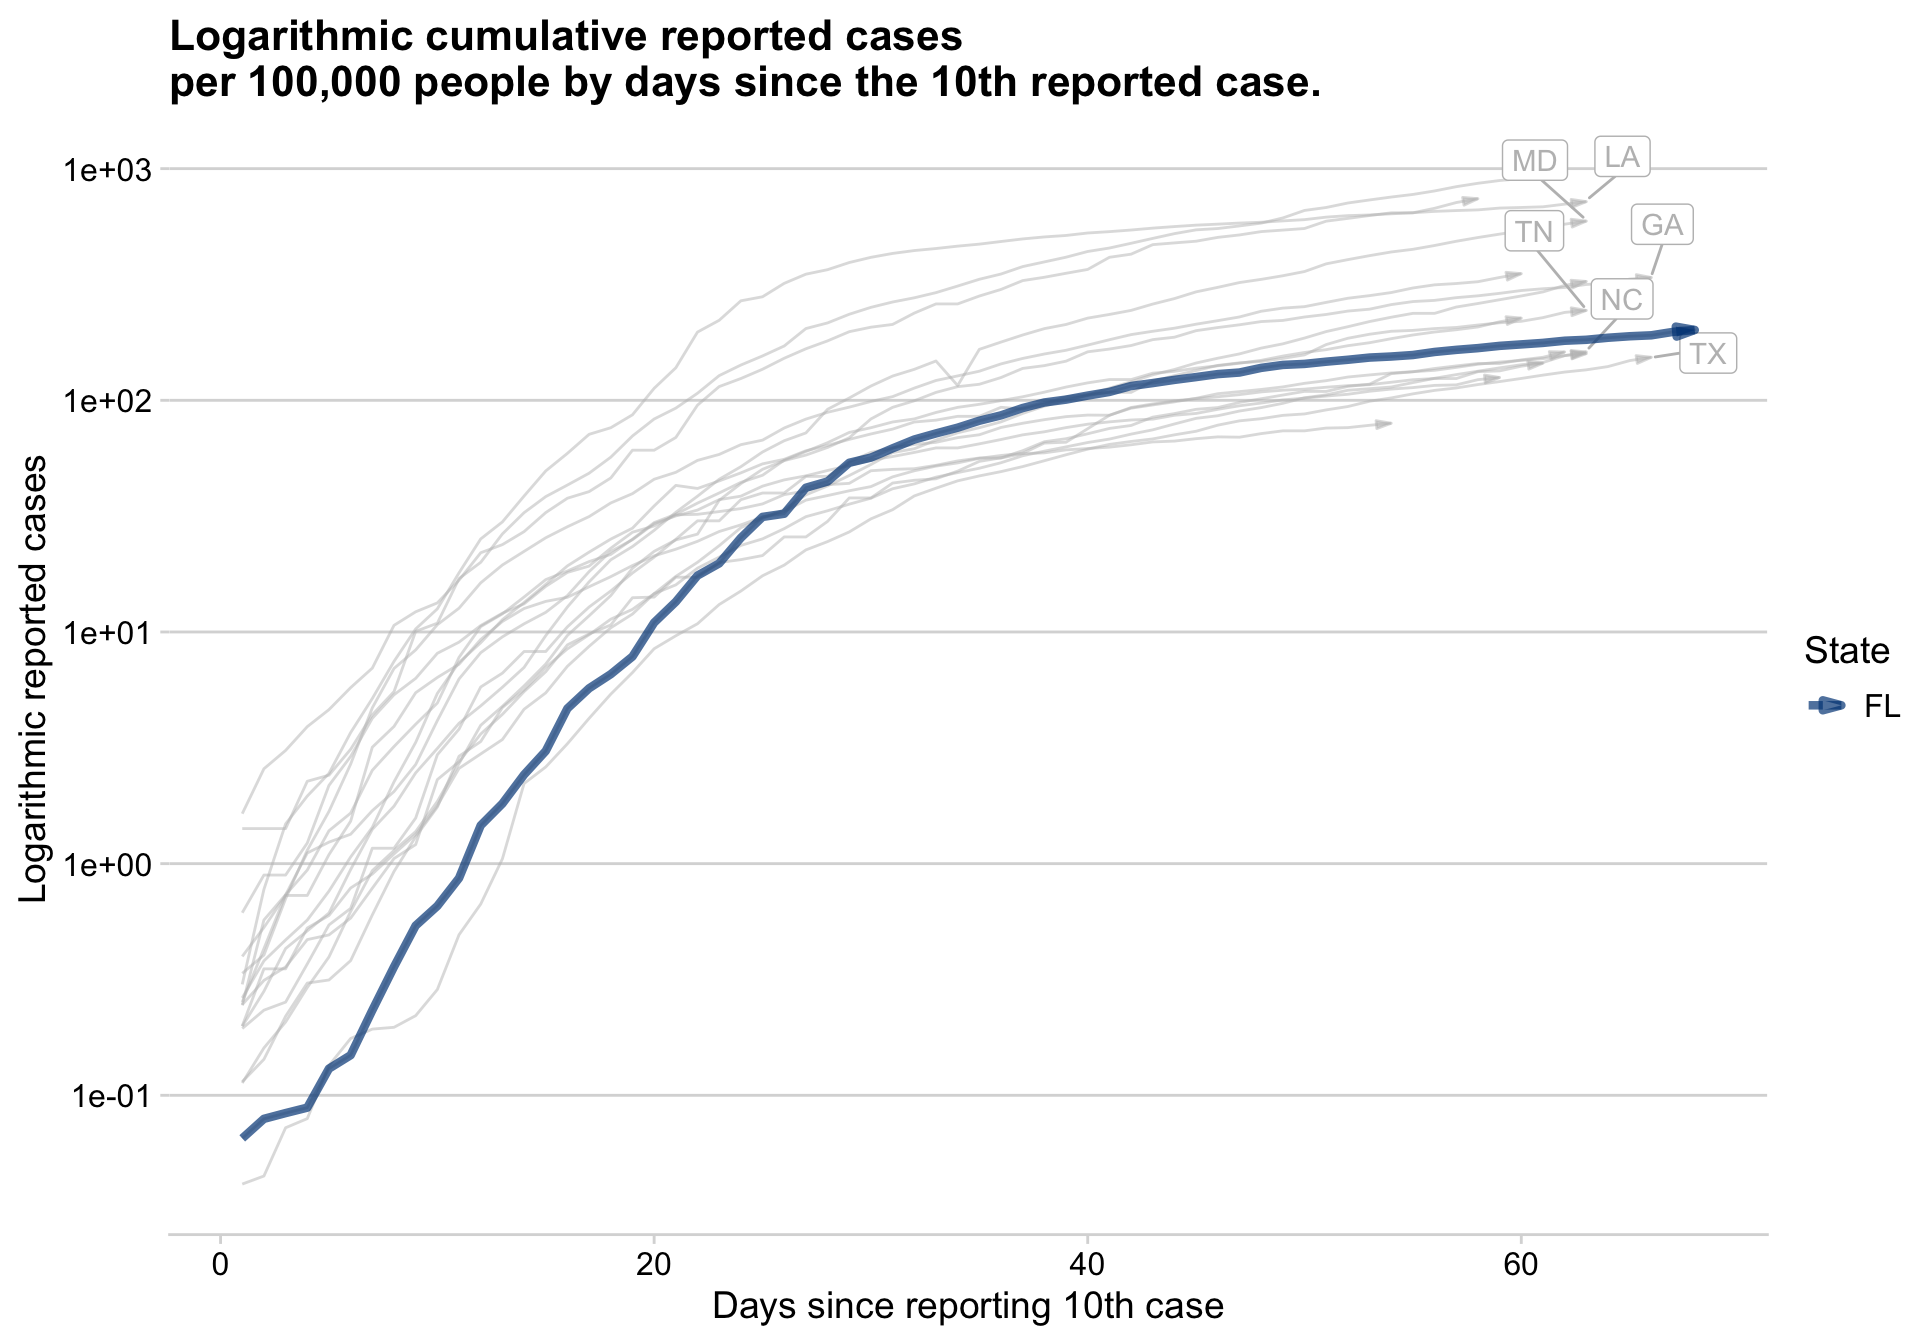 Logarithmic cumulative reported cases
per 100,000 people by days since the 10th reported case.
Logarithmic reported cases
1e+03
1e+02
1e+01
1e+00
1e-01
MD
LA
TN
GA
NC
TX
State
FL
0
20
40
60
Days since reporting 10th case